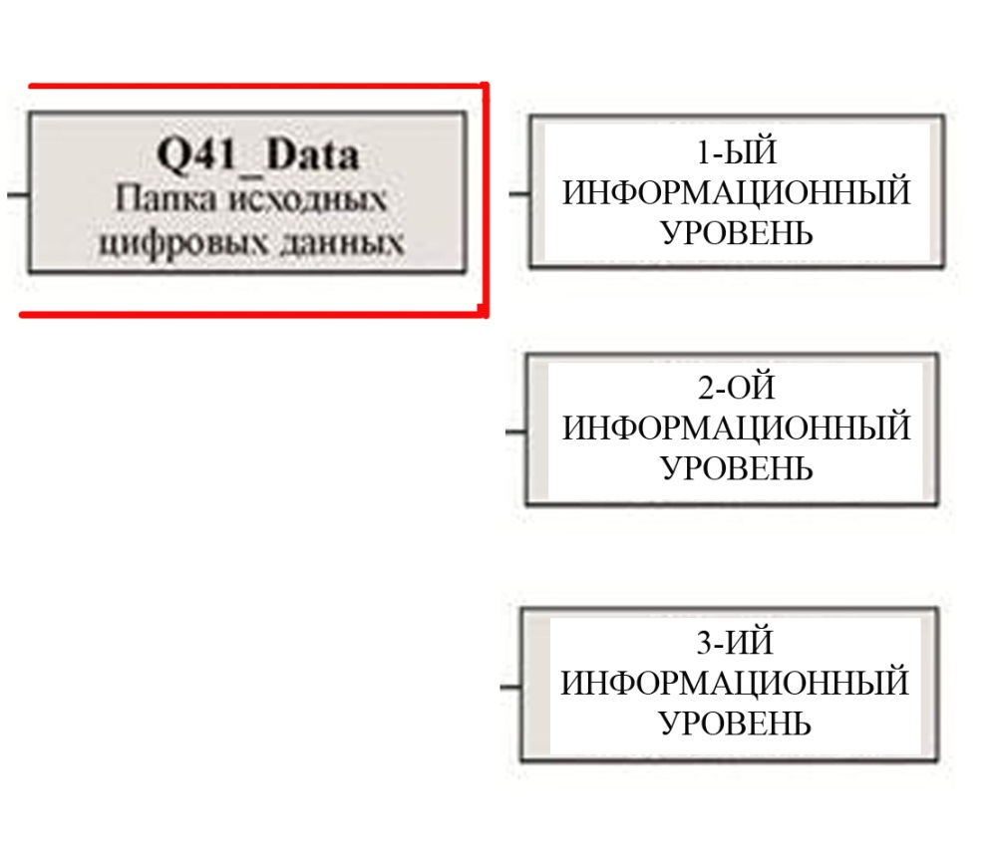 Q41_Data
Папка исходных
цифровых данных
1-ЫЙ
ИНФОРМАЦИОННЫЙ
УРОВЕНЬ
2-ОЙ
ИНФОРМАЦИОННЫЙ
УРОВЕНЬ
3-ИЙ
ИНФОРМАЦИОННЫЙ
УРОВЕНЬ